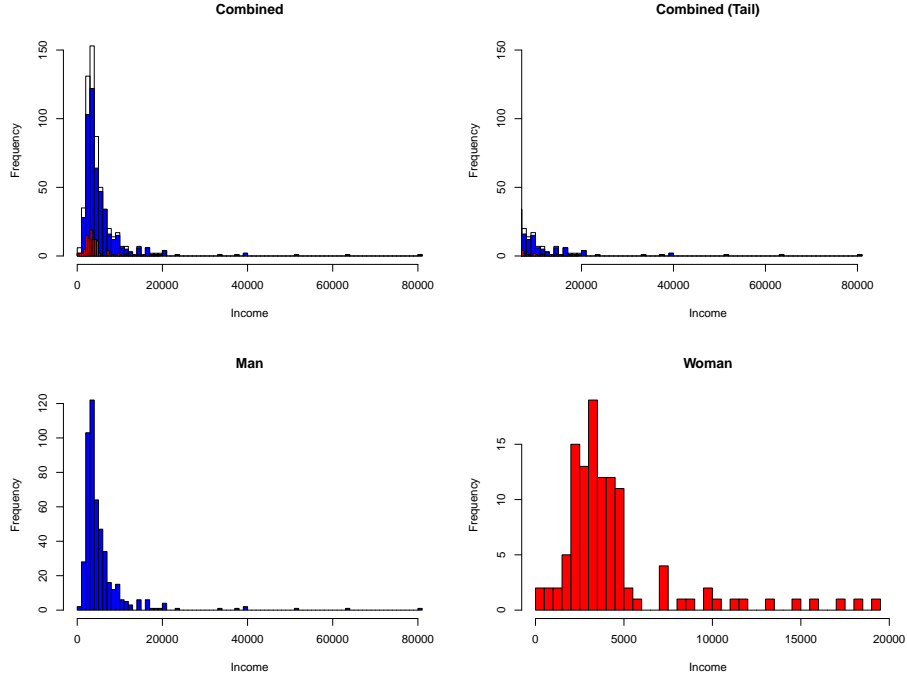 Combined
Frequency
0
50
100
150
0 20000 40000 60000 80000
Income
Combined (Tail)
Frequency
0
50
100
150
20000 40000 60000 80000
Income
Man
Frequency
0
20
40
60
80
100
120
0 20000 40000 60000 80000
Income
Woman
Frequency
0
5
10
15
0 5000 10000 15000 20000
Income